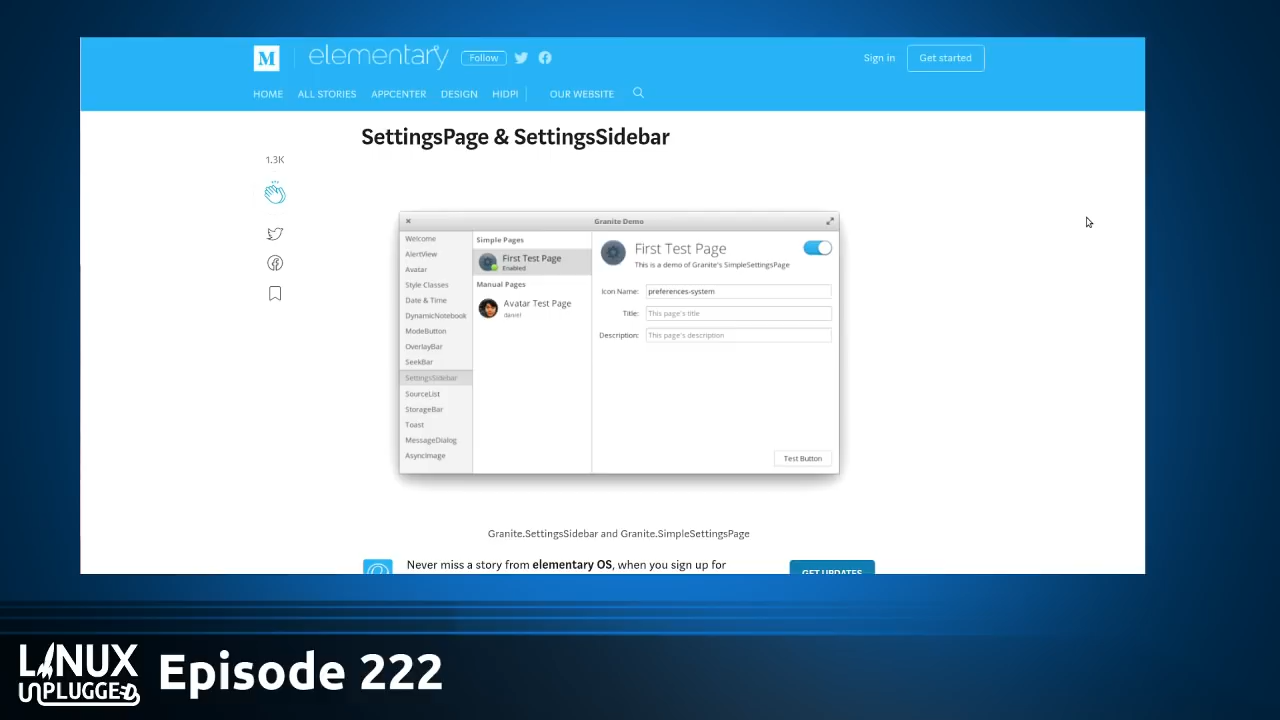 M elementary Follow Sign in Get started
HOME ALL STORIES APPCENTER DESIGN HIDPI OUR WEBSITE
SettingsPage & SettingsSidebar
1.3K
Granite Demo
Welcome
AlertView
Avatar
Style Classes
Date & Time
DynamicNotebook
ModeButton
OverlayBar
SeekBar
SettingsSidebar
SourceList
StorageBar
Toast
MessageDialog
AsyncImage
Simple Pages
First Test Page
Enabled
Manual Pages
Avatar Test Page
daniel
First Test Page
This is a demo of Granite's SimpleSettingsPage
Icon Name: preferences-system
Title: This page's title
Description: This page's description
Test Button
Granite.SettingsSidebar and Granite.SimpleSettingsPage
Never miss a story from elementary OS, when you sign up for
GET UPDATES
LINUX
UNPLUGGED
Episode 222